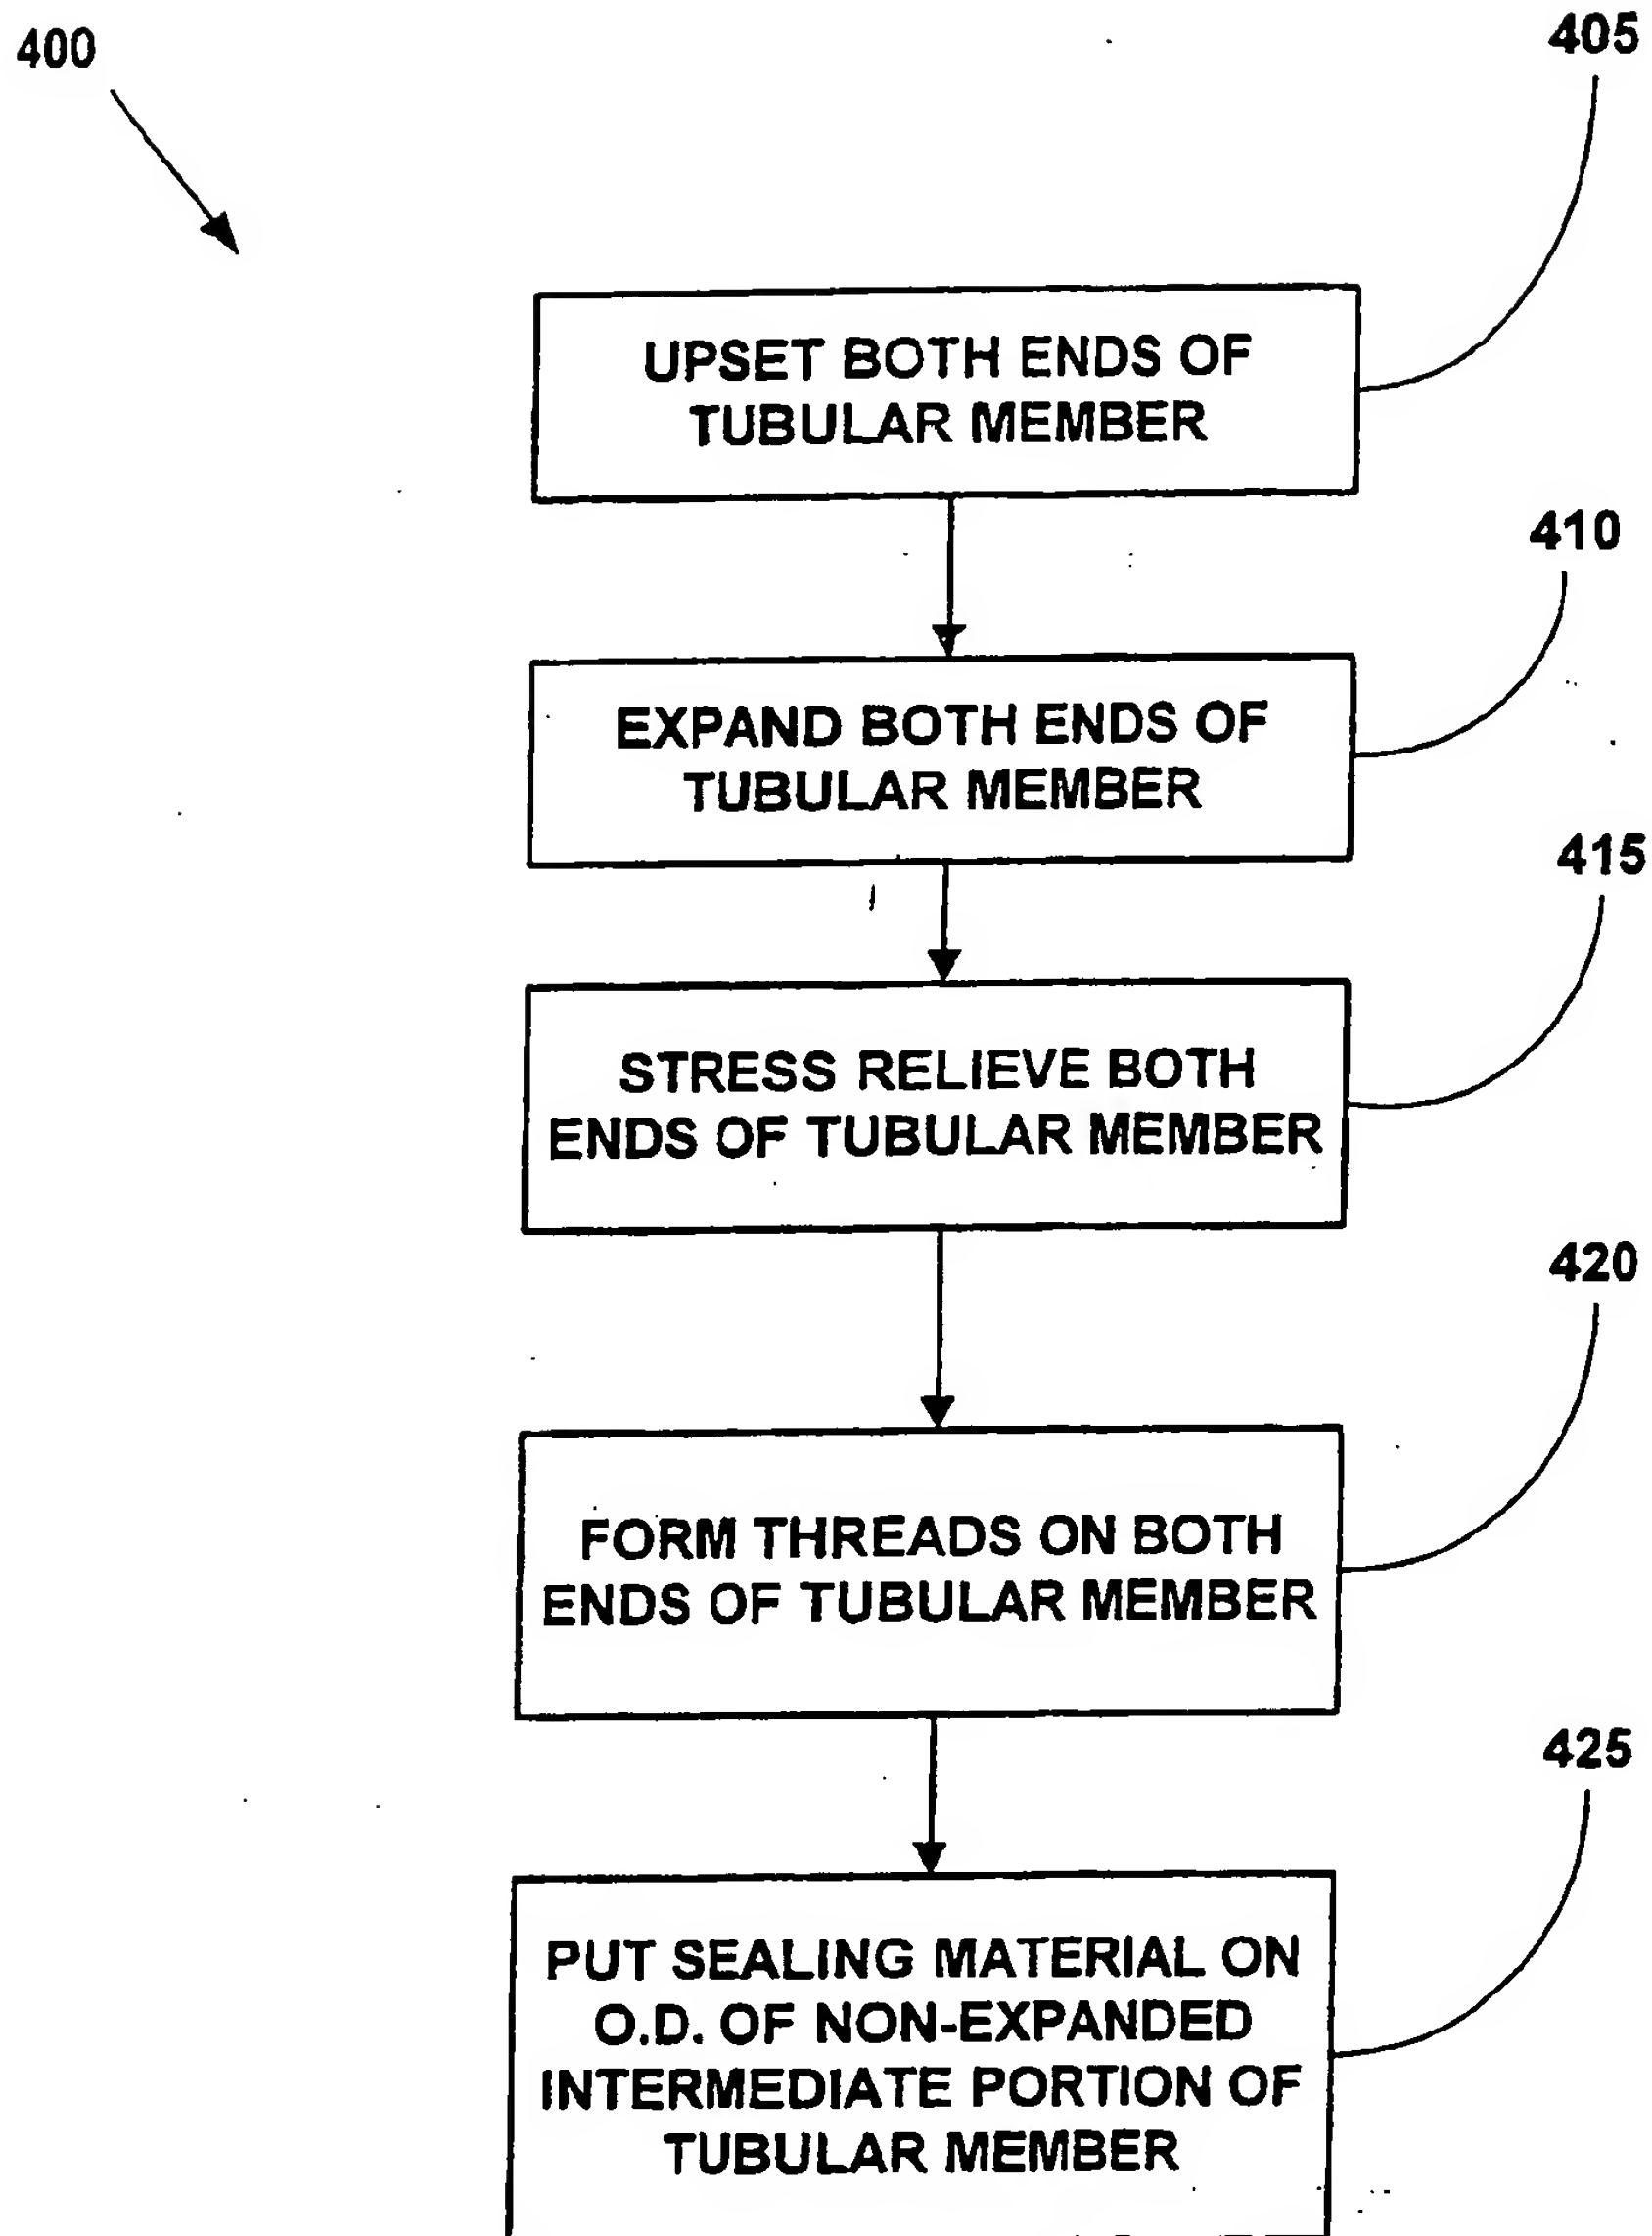 400
405
UPSET BOTH ENDS OF
TUBULAR MEMBER
410
EXPAND BOTH ENDS OF
TUBULAR MEMBER
415
STRESS RELIEVE BOTH
ENDS OF TUBULAR MEMBER
420
FORM THREADS ON BOTH
ENDS OF TUBULAR MEMBER
425
PUT SEALING MATERIAL ON
O.D. OF NON-EXPANDED
INTERMEDIATE PORTION OF
TUBULAR MEMBER